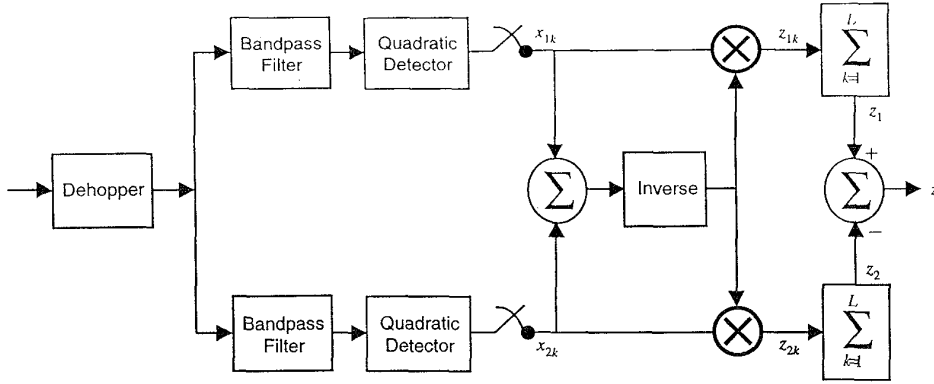 Bandpass
Filter
Quadratic
Detector
x₁ₖ
z₁ₖ
L
∑
k=1
z₁
Dehopper
∑
Inverse
+
∑
−
z
z₂
Bandpass
Filter
Quadratic
Detector
x₂ₖ
z₂ₖ
L
∑
k=1